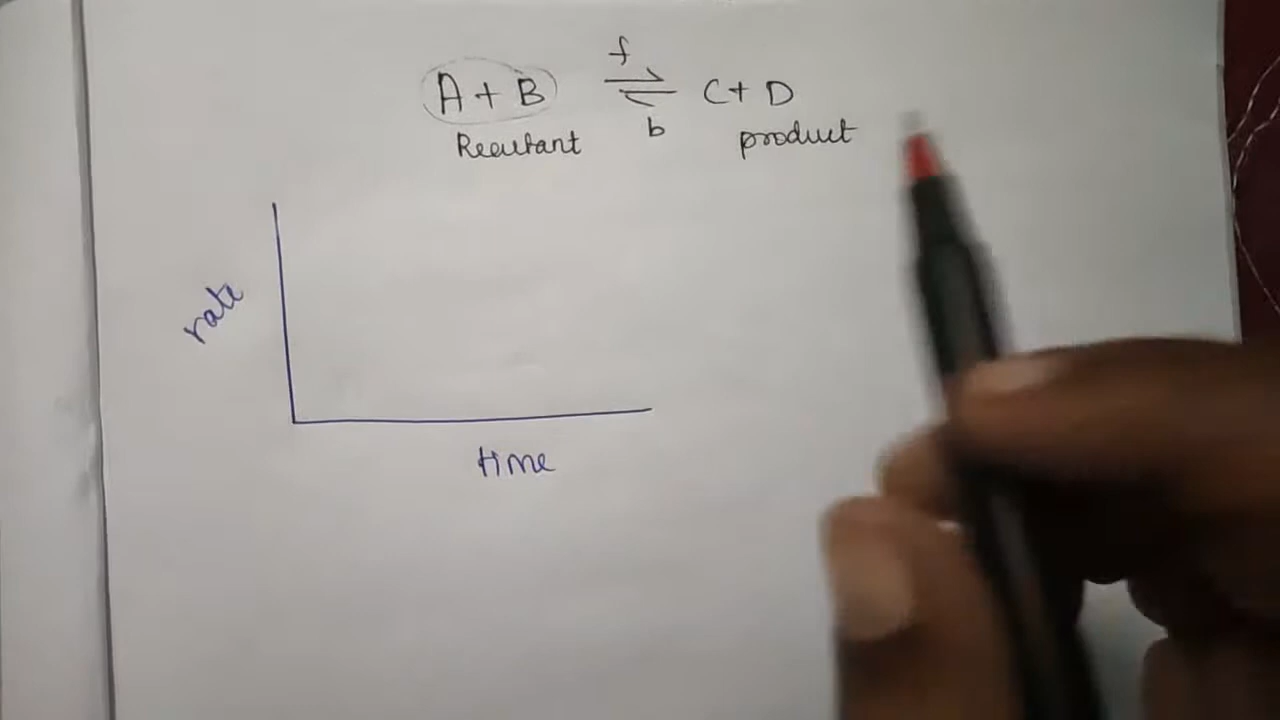 f
A + B ⇌ C + D
b
Reactant product
rate
time